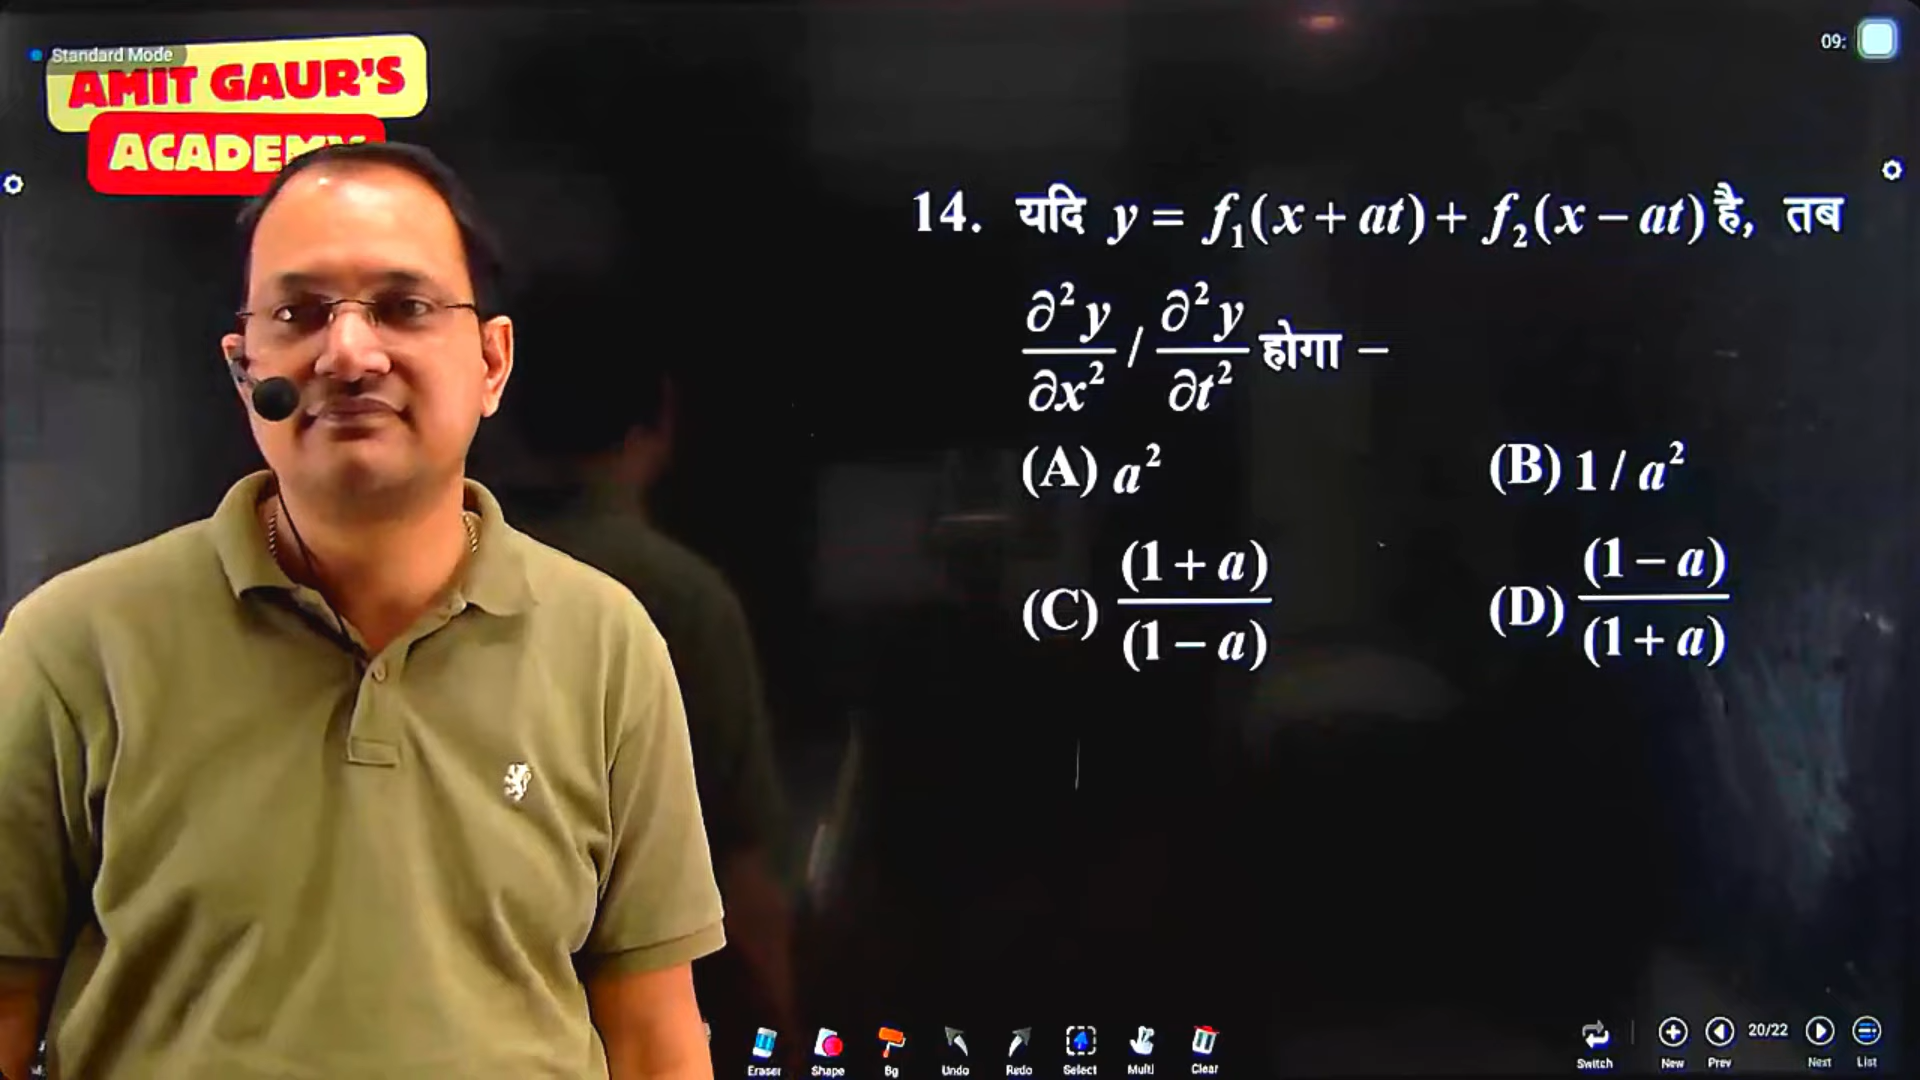 Standard Mode
09:
AMIT GAUR'S
ACADEMY
14. यदि y = f₁(x + at) + f₂(x − at) है, तब
∂²y/∂x² / ∂²y/∂t² होगा –
(A) a² (B) 1 / a²
(C) (1 + a)/(1 − a) (D) (1 − a)/(1 + a)
Eraser Shape Bg Undo Redo Select Multi Clear Switch New Prev 20/22 Next List